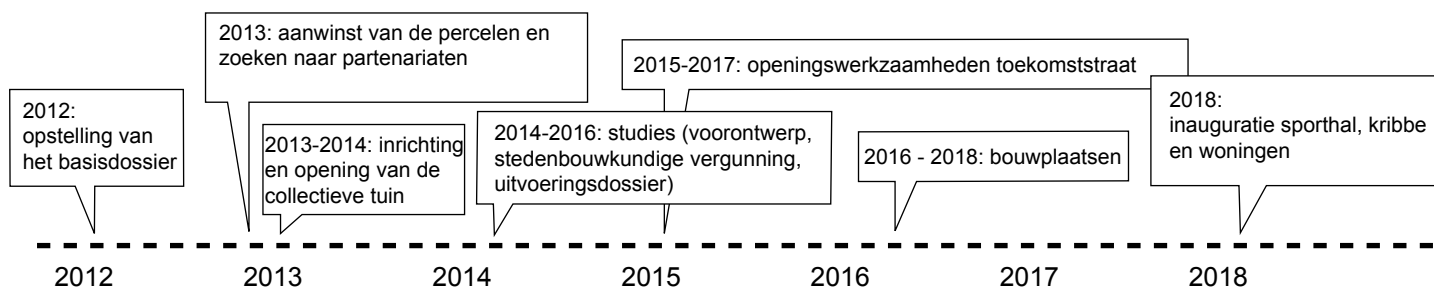 2012:
opstelling van
het basisdossier
2013: aanwinst van de percelen en
zoeken naar partenariaten
2013-2014: inrichting
en opening van de
collectieve tuin
2014-2016: studies (voorontwerp,
stedenbouwkundige vergunning,
uitvoeringsdossier)
2015-2017: openingswerkzaamheden toekomststraat
2016 - 2018: bouwplaatsen
2018:
inauguratie sporthal, kribbe
en woningen
2012
2013
2014
2015
2016
2017
2018